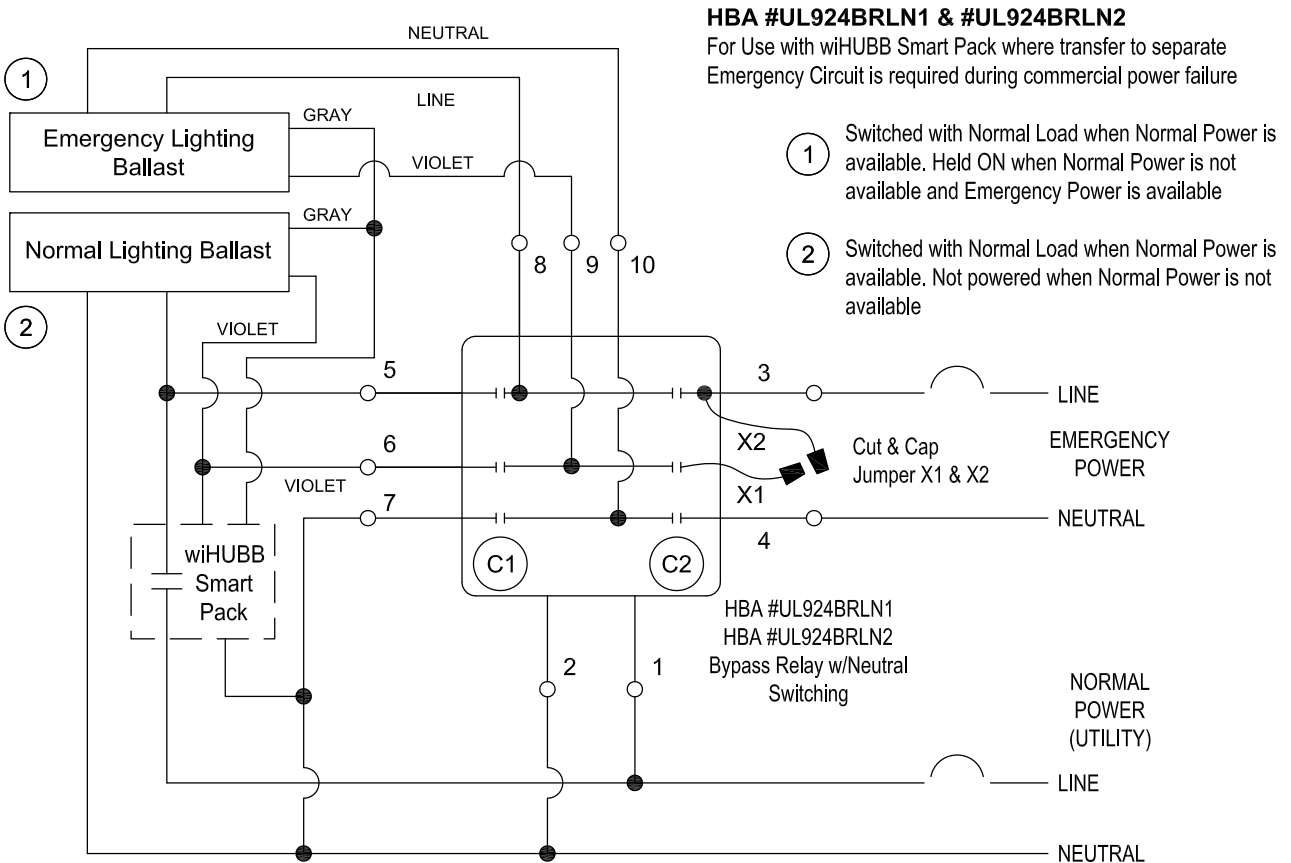 HBA #UL924BRLN1 & #UL924BRLN2
For Use with wiHUBB Smart Pack where transfer to separate
Emergency Circuit is required during commercial power failure
NEUTRAL
1
LINE
GRAY
Emergency Lighting
Ballast
VIOLET
1
Switched with Normal Load when Normal Power is
available. Held ON when Normal Power is not
available and Emergency Power is available
GRAY
Normal Lighting Ballast
2
Switched with Normal Load when Normal Power is
available. Not powered when Normal Power is not
available
8
9
10
2
VIOLET
5
3
LINE
6
X2
Cut & Cap
Jumper X1 & X2
EMERGENCY
POWER
VIOLET
7
X1
4
NEUTRAL
wiHUBB
Smart
Pack
C1
C2
HBA #UL924BRLN1
HBA #UL924BRLN2
Bypass Relay w/Neutral
Switching
2
1
NORMAL
POWER
(UTILITY)
LINE
NEUTRAL